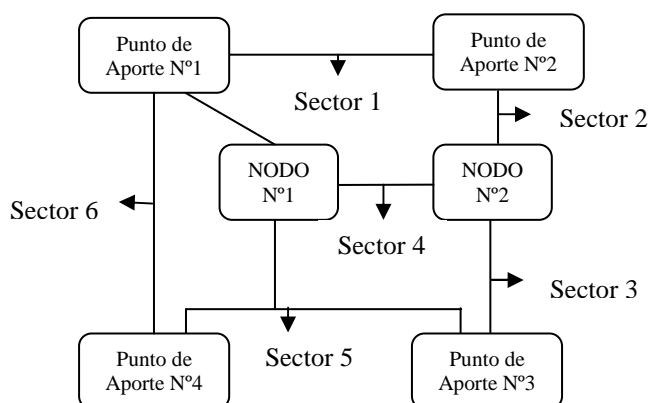 Punto de
Aporte Nº1
Punto de
Aporte Nº2
Sector 1
Sector 2
NODO
Nº1
NODO
Nº2
Sector 6
Sector 4
Sector 3
Punto de
Aporte Nº4
Sector 5
Punto de
Aporte Nº3